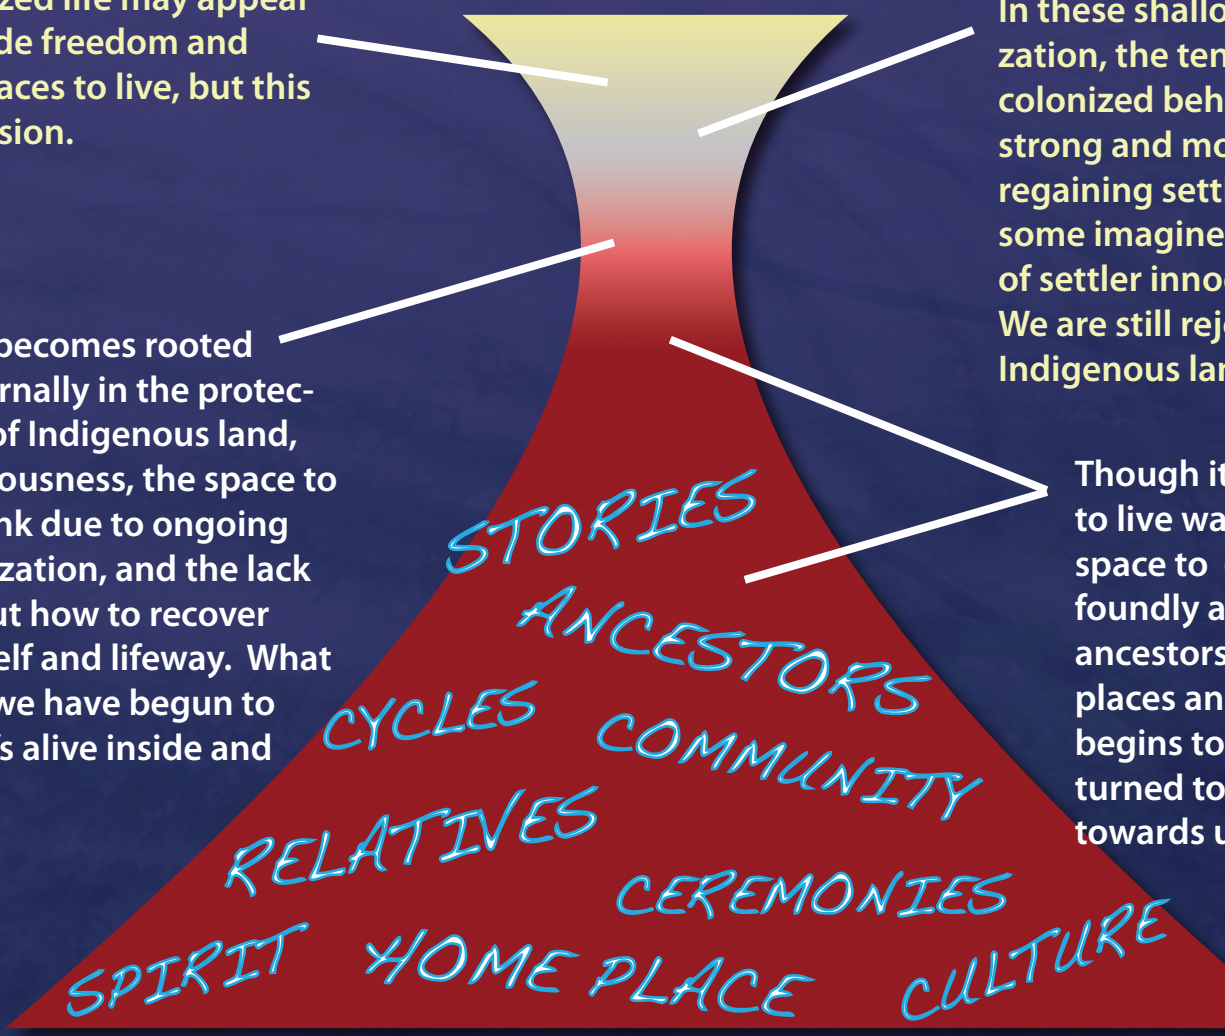 zed life may appear
de freedom and
aces to live, but this
sion.
In these shallo
zation, the ten
colonized beh
strong and mo
regaining sett
some imagine
of settler inno
We are still rej
Indigenous lan
becomes rooted
rnally in the protec-
of Indigenous land,
ousness, the space to
nk due to ongoing
zation, and the lack
ut how to recover
elf and lifeway.  What
we have begun to
s alive inside and
Though it
to live wa
space to
foundly a
ancestors
places an
begins to
turned to
towards u
STORIES
ANCESTORS
CYCLES
COMMUNITY
RELATIVES
CEREMONIES
SPIRIT
HOME PLACE
CULTURE